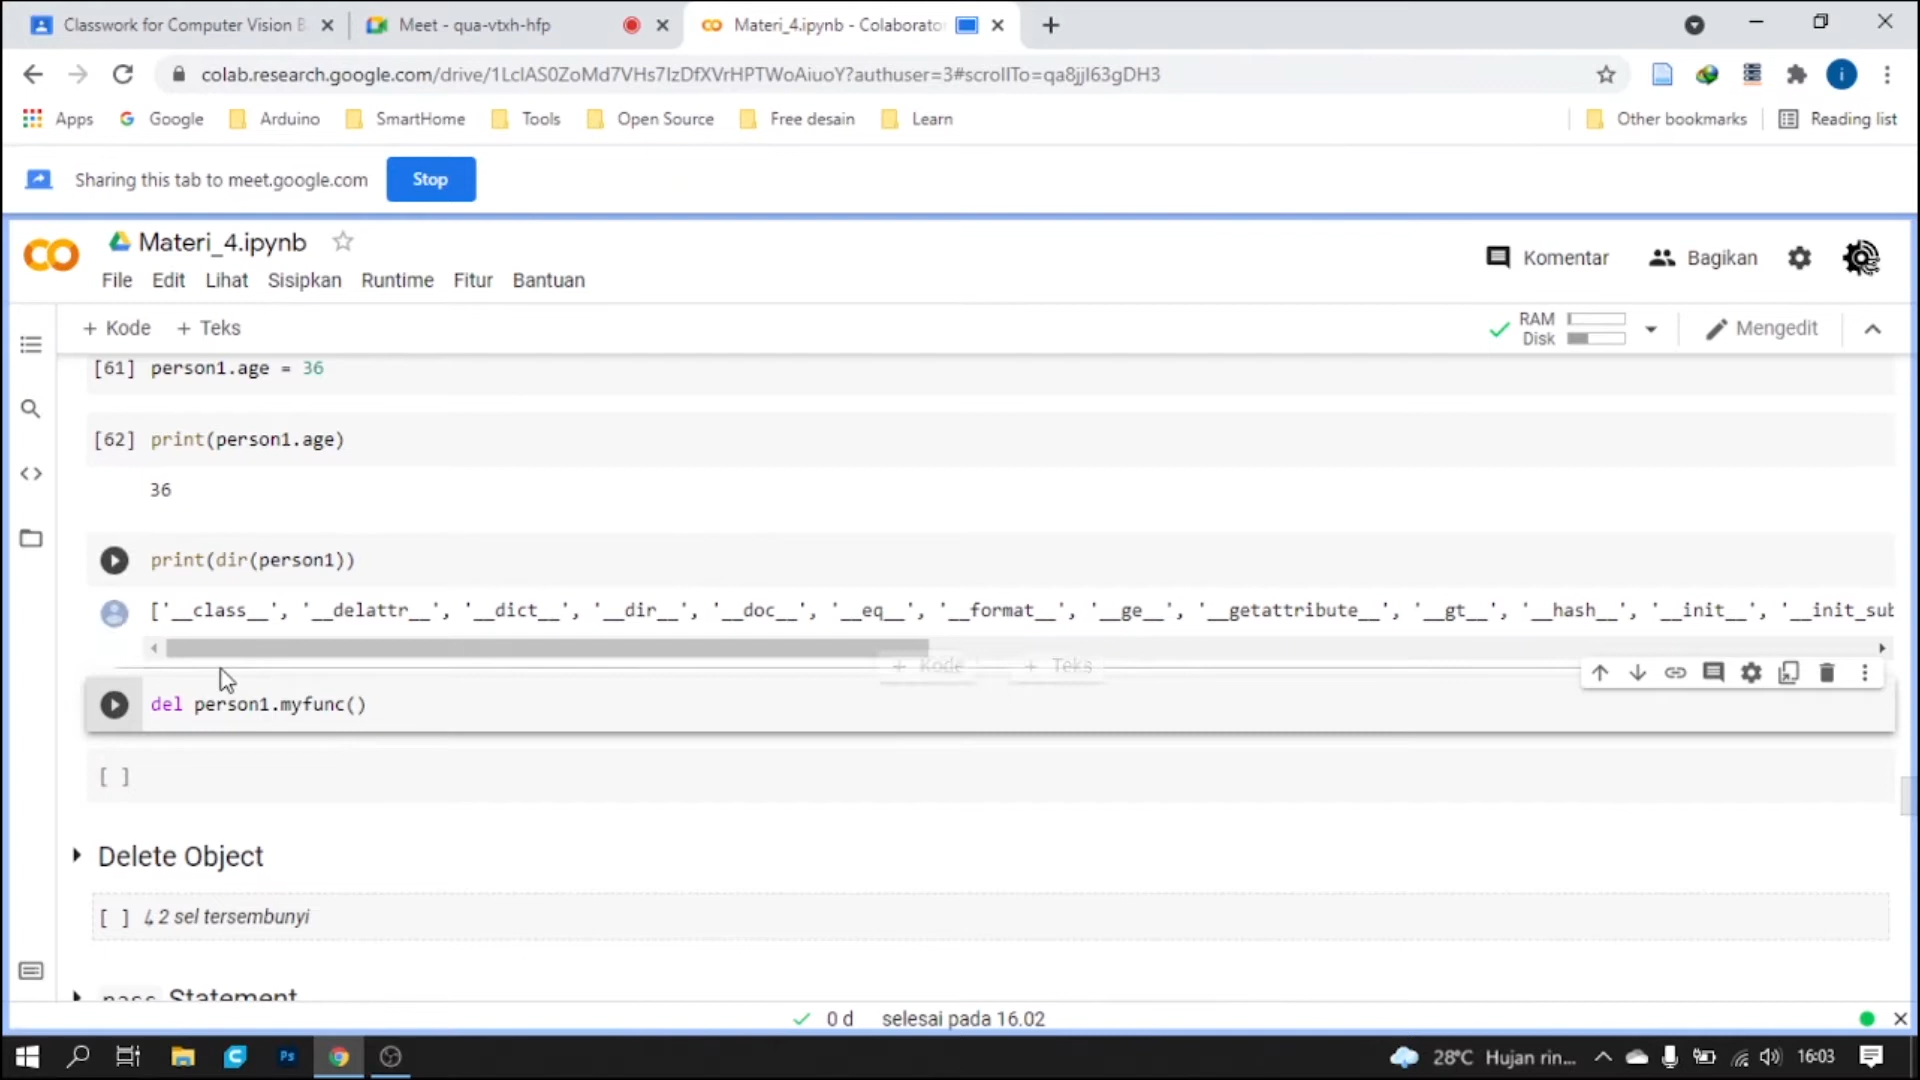 Classwork for Computer Vision B
Meet - qua-vtxh-hfp
Materi_4.ipynb - Colaborato
colab.research.google.com/drive/1LclAS0ZoMd7VHs7IzDfXVrHPTWoAiuoY?authuser=3#scrollTo=qa8jjI63gDH3
Apps Google Arduino SmartHome Tools Open Source Free desain Learn Other bookmarks Reading list
Sharing this tab to meet.google.com Stop
Materi_4.ipynb
Komentar Bagikan
File Edit Lihat Sisipkan Runtime Fitur Bantuan
+ Kode + Teks
RAM
Disk
Mengedit
[61] person1.age = 36
[62] print(person1.age)
36
print(dir(person1))
['__class__', '__delattr__', '__dict__', '__dir__', '__doc__', '__eq__', '__format__', '__ge__', '__getattribute__', '__gt__', '__hash__', '__init__', '__init_sub
+ Kode + Teks
del person1.myfunc()
[ ]
Delete Object
[ ] ↳ 2 sel tersembunyi
pass Statement
✓ 0 d selesai pada 16.02
28°C Hujan rin... 16:03